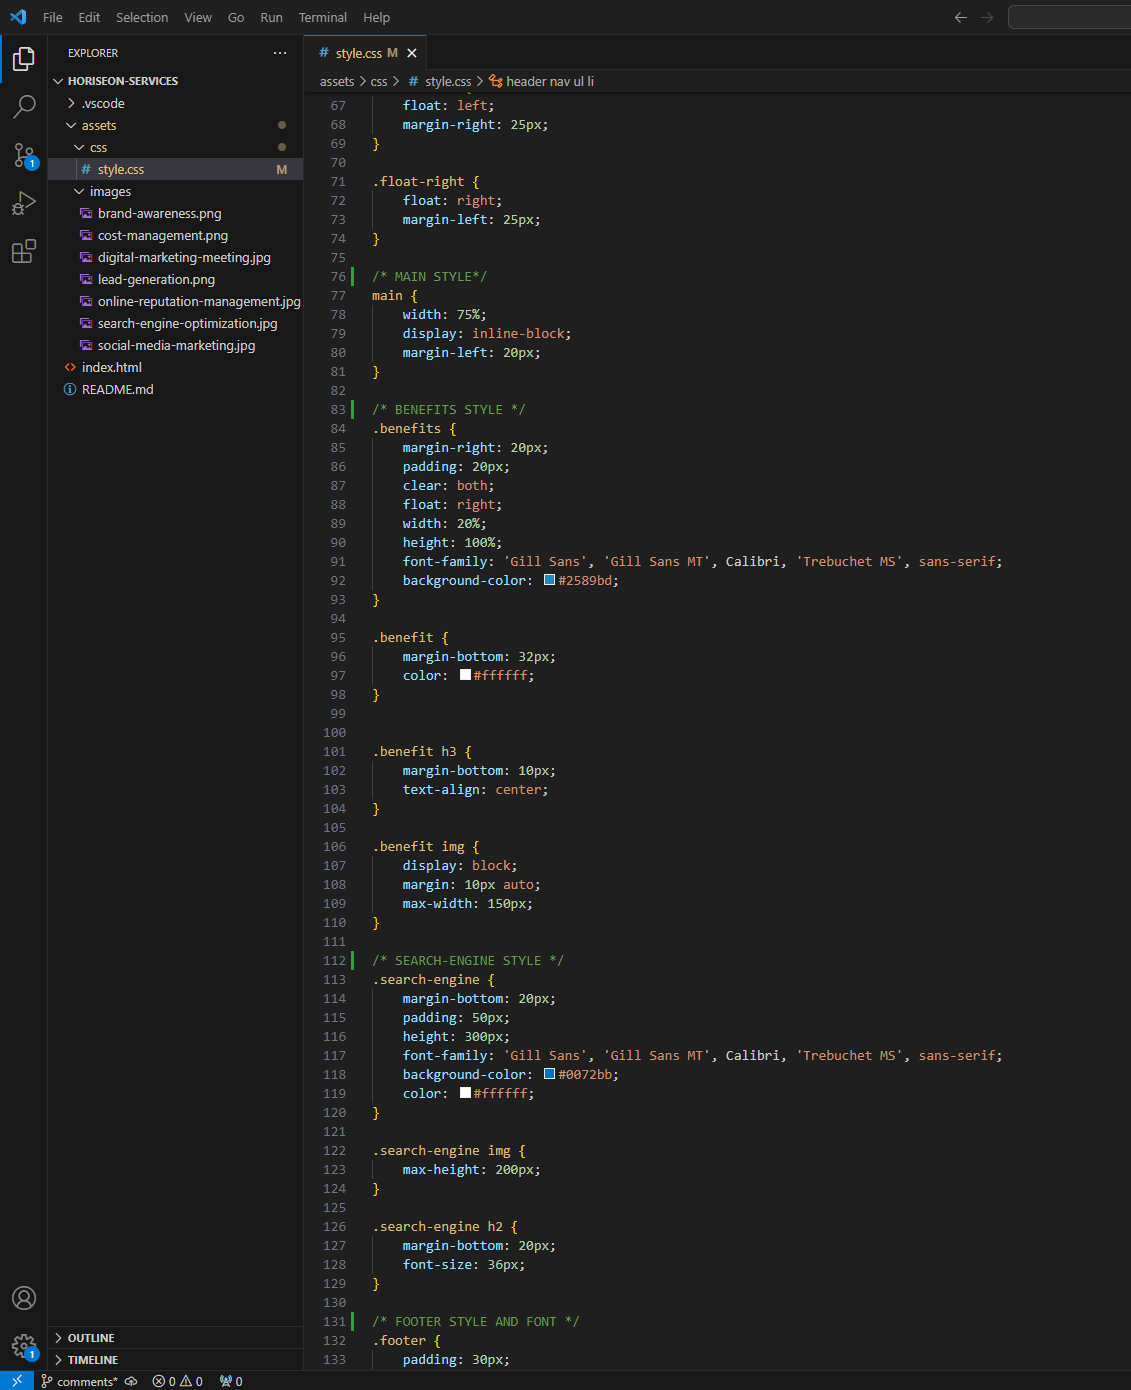 File Edit Selection View Go Run Terminal Help
EXPLORER
HORISEON-SERVICES
.vscode
assets
css
# style.css M
images
brand-awareness.png
cost-management.png
digital-marketing-meeting.jpg
lead-generation.png
online-reputation-management.jpg
search-engine-optimization.jpg
social-media-marketing.jpg
<> index.html
README.md
OUTLINE
TIMELINE
1
1
# style.css M
assets > css > # style.css > header nav ul li
67 float: left;
68 margin-right: 25px;
69 }
70
71 .float-right {
72 float: right;
73 margin-left: 25px;
74 }
75
76 /* MAIN STYLE*/
77 main {
78 width: 75%;
79 display: inline-block;
80 margin-left: 20px;
81 }
82
83 /* BENEFITS STYLE */
84 .benefits {
85 margin-right: 20px;
86 padding: 20px;
87 clear: both;
88 float: right;
89 width: 20%;
90 height: 100%;
91 font-family: 'Gill Sans', 'Gill Sans MT', Calibri, 'Trebuchet MS', sans-serif;
92 background-color: #2589bd;
93 }
94
95 .benefit {
96 margin-bottom: 32px;
97 color: #ffffff;
98 }
99
100
101 .benefit h3 {
102 margin-bottom: 10px;
103 text-align: center;
104 }
105
106 .benefit img {
107 display: block;
108 margin: 10px auto;
109 max-width: 150px;
110 }
111
112 /* SEARCH-ENGINE STYLE */
113 .search-engine {
114 margin-bottom: 20px;
115 padding: 50px;
116 height: 300px;
117 font-family: 'Gill Sans', 'Gill Sans MT', Calibri, 'Trebuchet MS', sans-serif;
118 background-color: #0072bb;
119 color: #ffffff;
120 }
121
122 .search-engine img {
123 max-height: 200px;
124 }
125
126 .search-engine h2 {
127 margin-bottom: 20px;
128 font-size: 36px;
129 }
130
131 /* FOOTER STYLE AND FONT */
132 .footer {
133 padding: 30px;
comments* 0 0 0